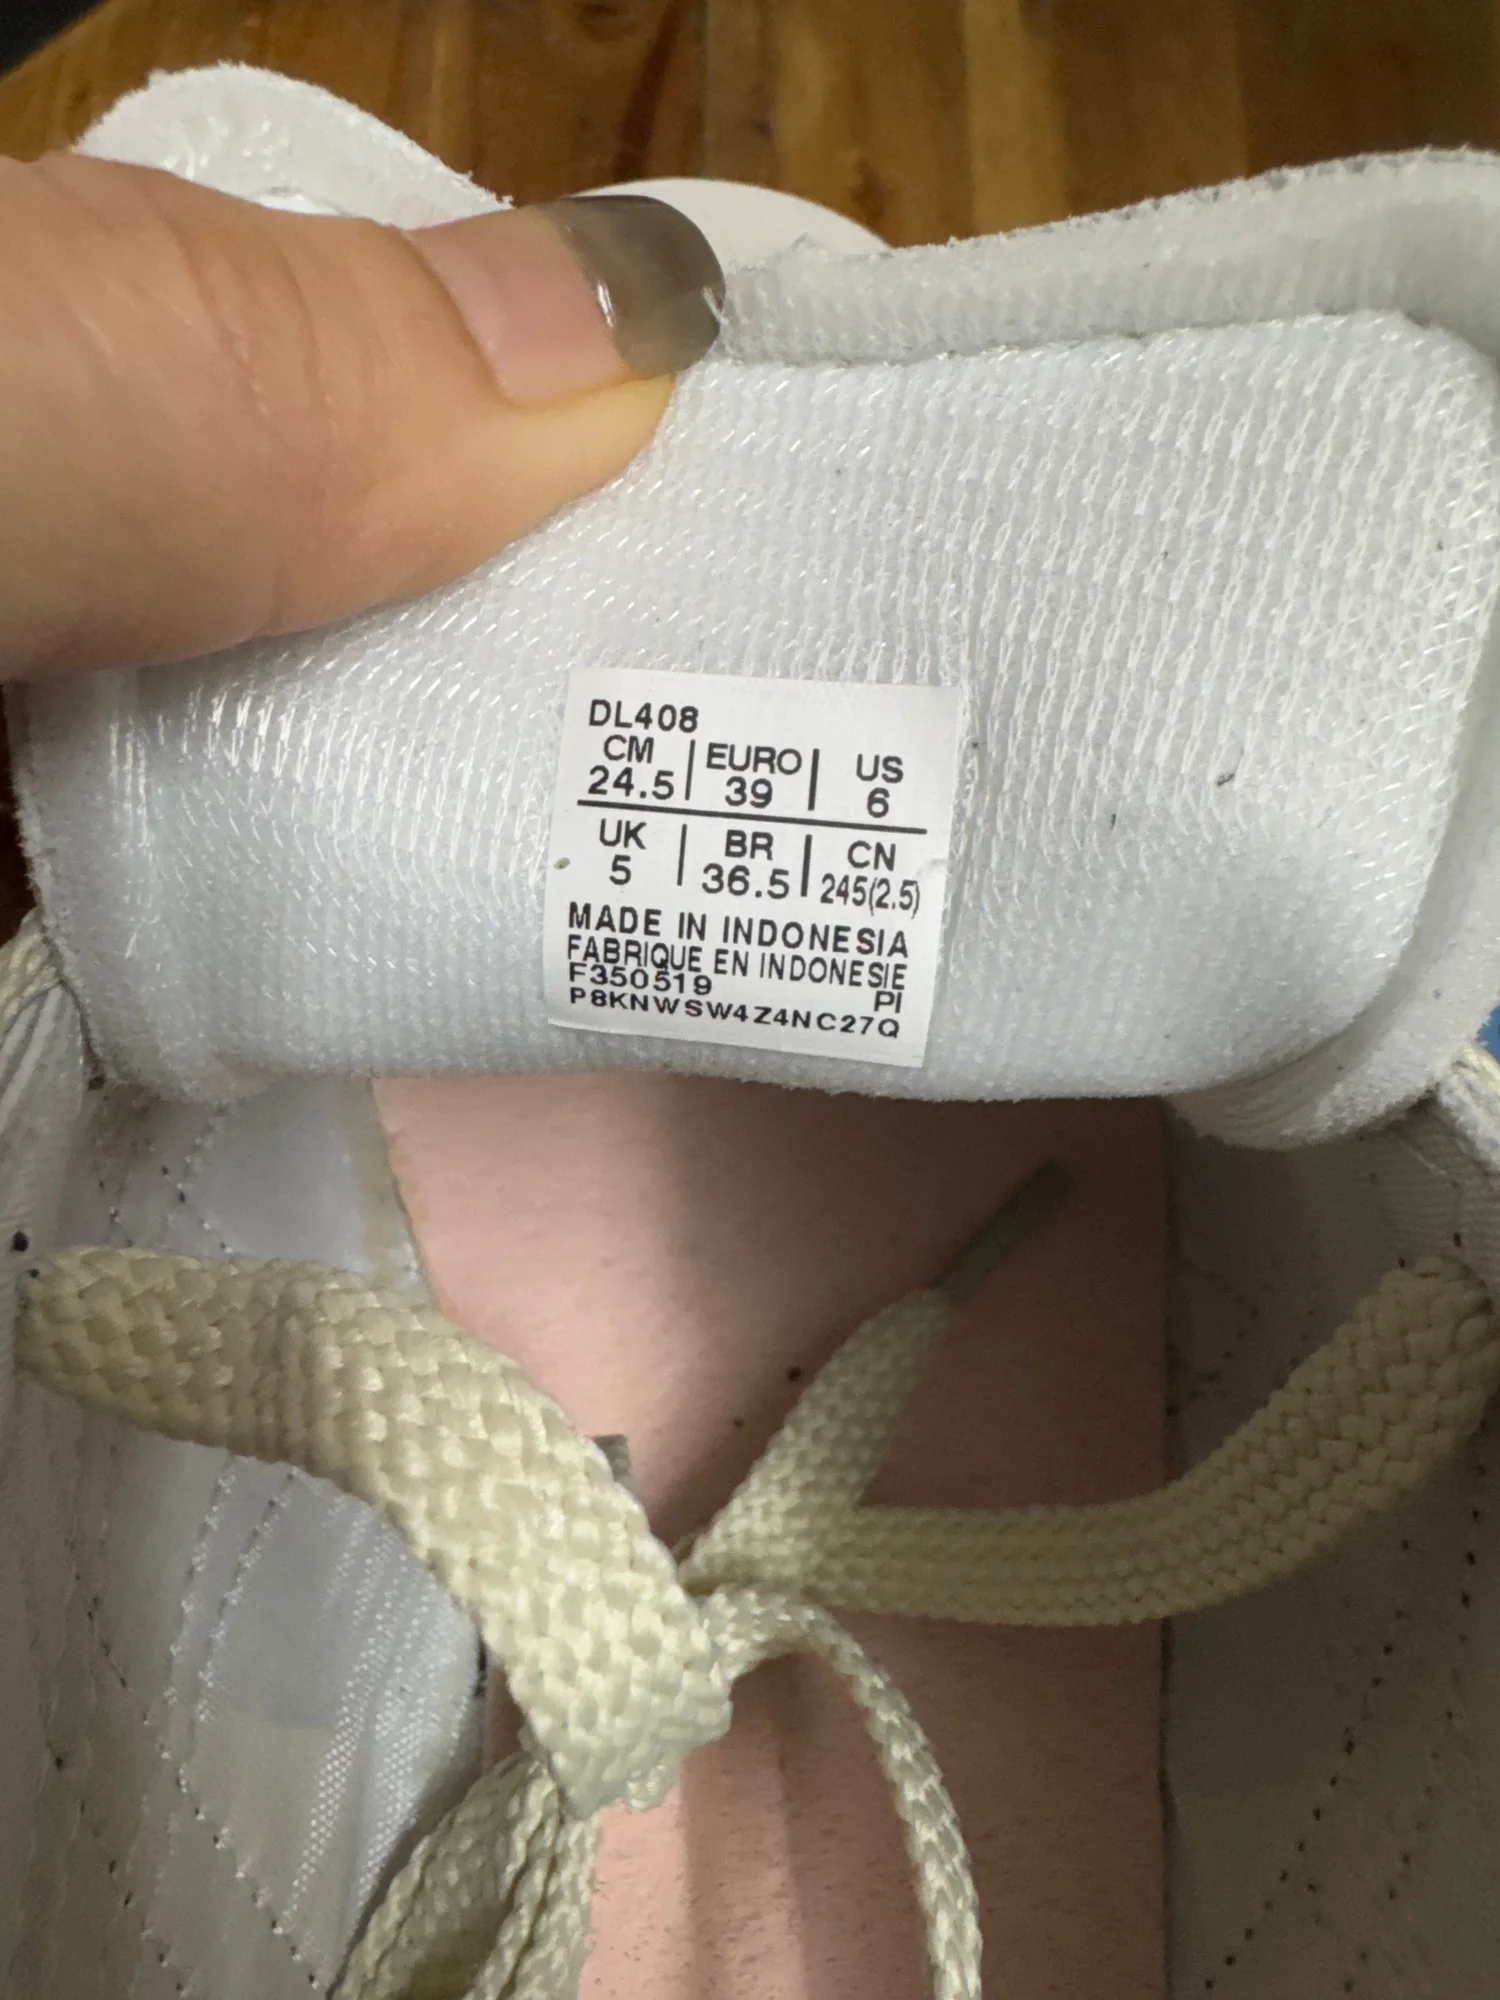 DL408
CM | EURO | US
24.5 | 39 | 6
UK | BR | CN
5 | 36.5 | 245(2.5)
MADE IN INDONESIA
FABRIQUE EN INDONESIE
F350519 PI
P8KNWSW4Z4NC27Q